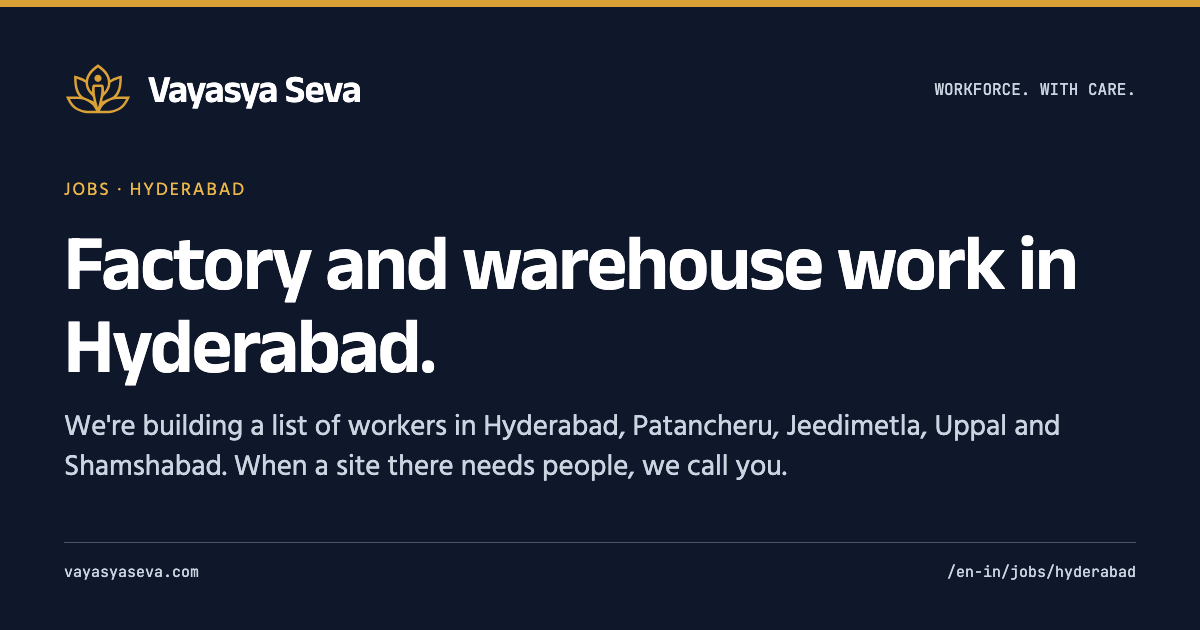 Vayasya Seva
WORKFORCE. WITH CARE.
JOBS · HYDERABAD
Factory and warehouse work in
Hyderabad.
We're building a list of workers in Hyderabad, Patancheru, Jeedimetla, Uppal and
Shamshabad. When a site there needs people, we call you.
vayasyaseva.com
/en-in/jobs/hyderabad